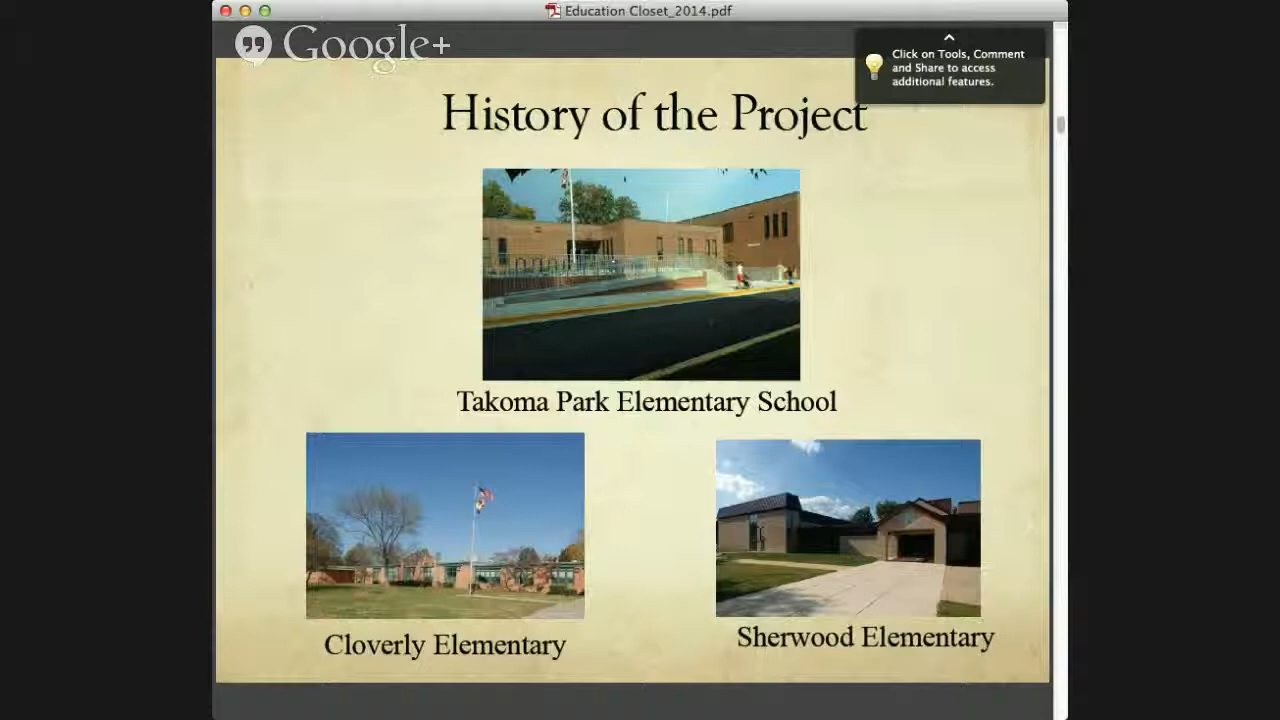 Education Closet_2014.pdf
Google+
Click on Tools, Comment
and Share to access
additional features.
History of the Project
Takoma Park Elementary School
Cloverly Elementary
Sherwood Elementary